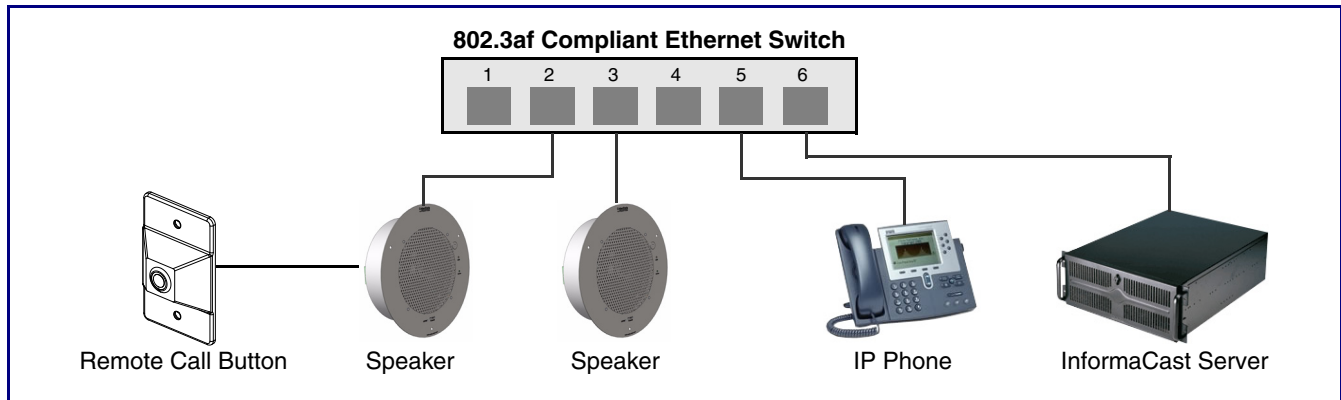 802.3af Compliant Ethernet Switch
1 2 3 4 5 6
Remote Call Button
Speaker
Speaker
IP Phone
InformaCast Server